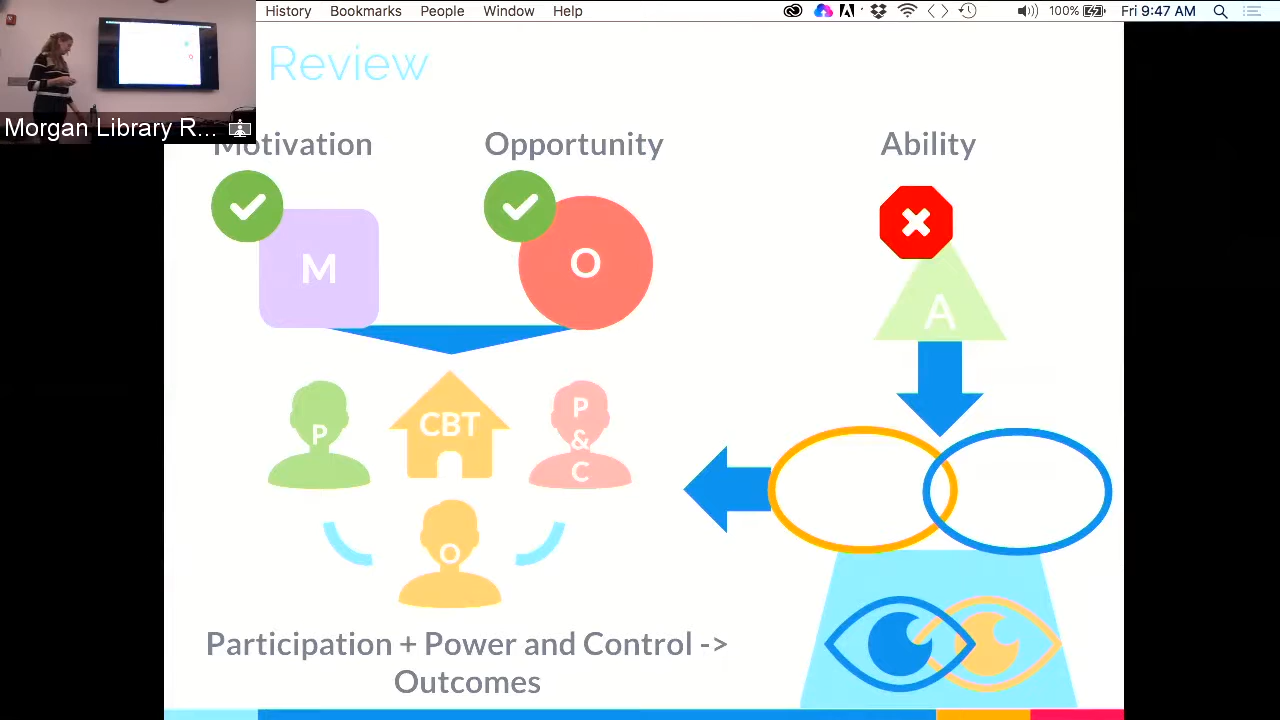 History Bookmarks People Window Help 100% Fri 9:47 AM
Review
Morgan Library R...
Motivation Opportunity Ability
M O A
P CBT P & C
O
Participation + Power and Control ->
Outcomes